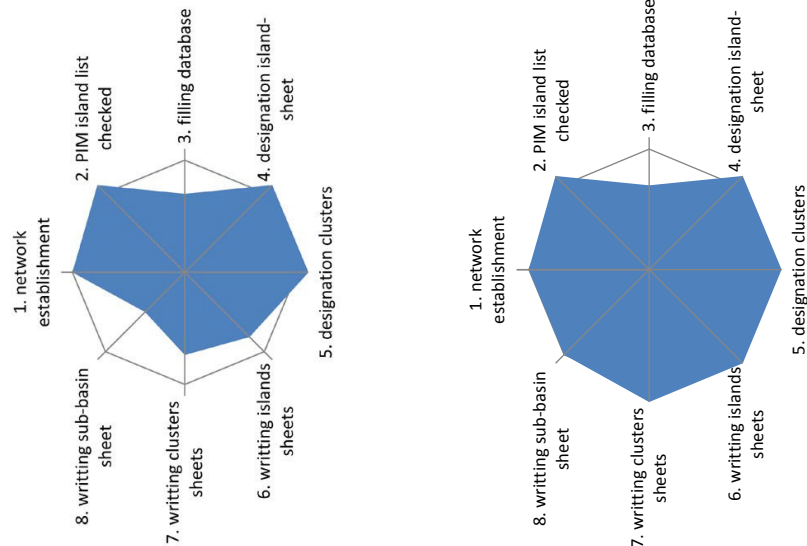 1. network
establishment
2. PIM island list
checked
3. filling database
4. designation island-
sheet
5. designation clusters
6. writting islands
sheets
7. writting clusters
sheets
8. writting sub-basin
sheet
1. network
establishment
2. PIM island list
checked
3. filling database
4. designation island-
sheet
5. designation clusters
6. writting islands
sheets
7. writting clusters
sheets
8. writting sub-basin
sheet